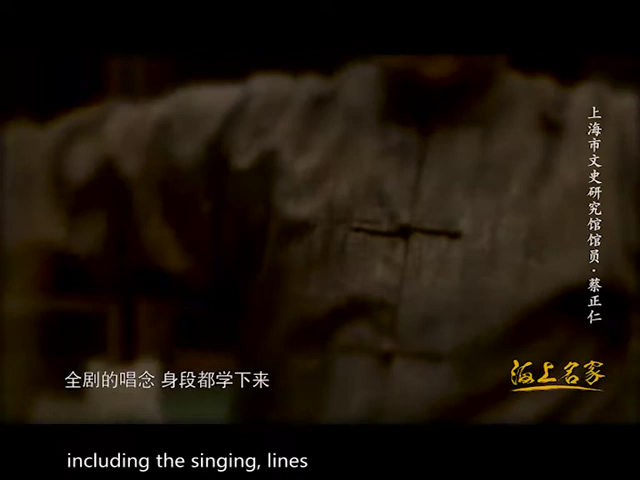 上海市文史研究馆馆员·蔡正仁
全剧的唱念 身段都学下来
海上名家
including the singing, lines